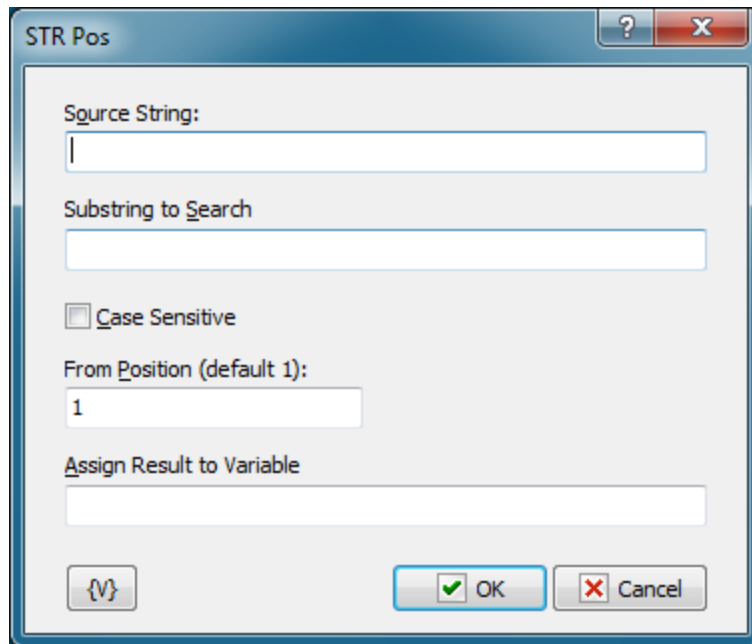 STR Pos
?
Source String:
Substring to Search
Case Sensitive
From Position (default 1):
1
Assign Result to Variable
{V}
OK
Cancel